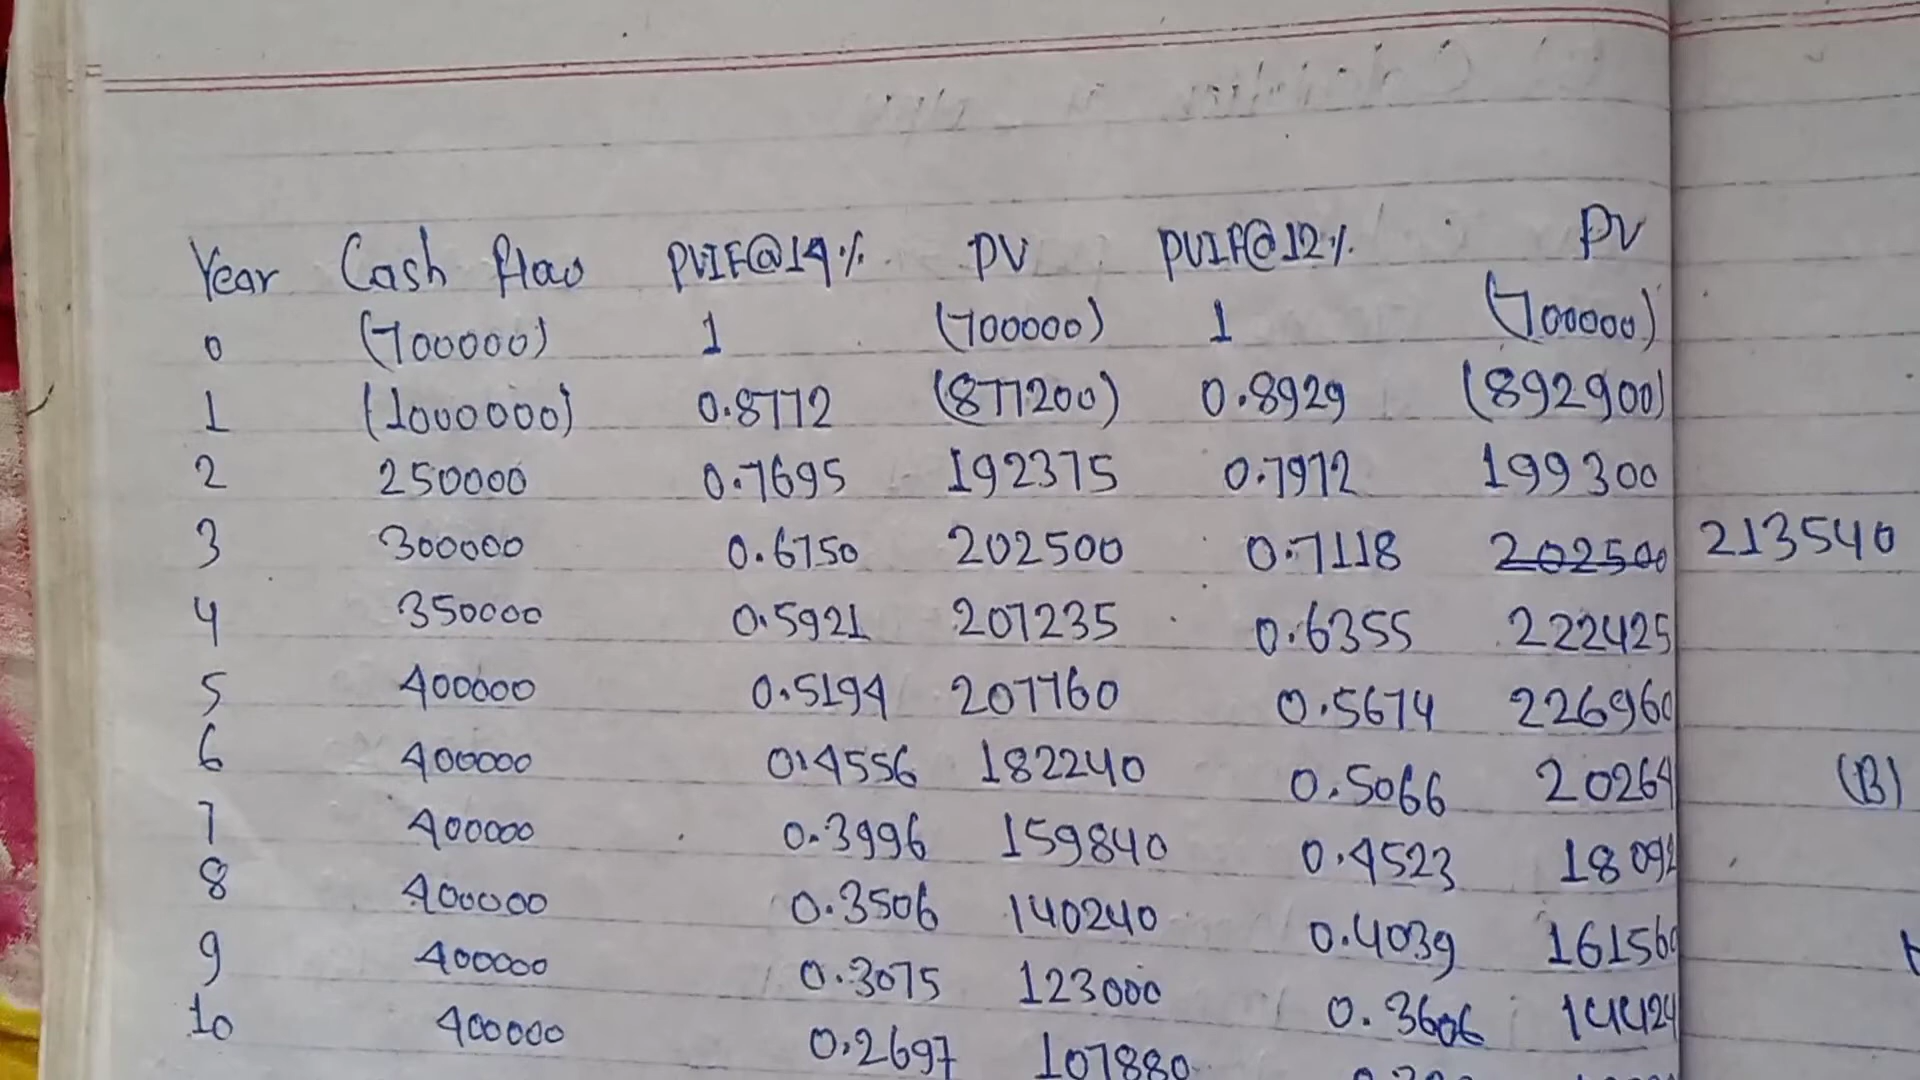 Year Cash flow PVIF@14% PV PVIF@12% PV
0 (700000) 1 (700000) 1 (700000)
1 (1000000) 0.8772 (877200) 0.8929 (892900)
2 250000 0.7695 192375 0.7972 199300
3 300000 0.6750 202500 0.7118 202500 213540
4 350000 0.5921 207235 0.6355 222425
5 400000 0.5194 207760 0.5674 226960
6 400000 0.4556 182240 0.5066 20264
(B)
7 400000 0.3996 159840 0.4523 18092
8 400000 0.3506 140240 0.4039 161560
9 400000 0.3075 123000 0.3606 14424
10 400000 0.2697 107880